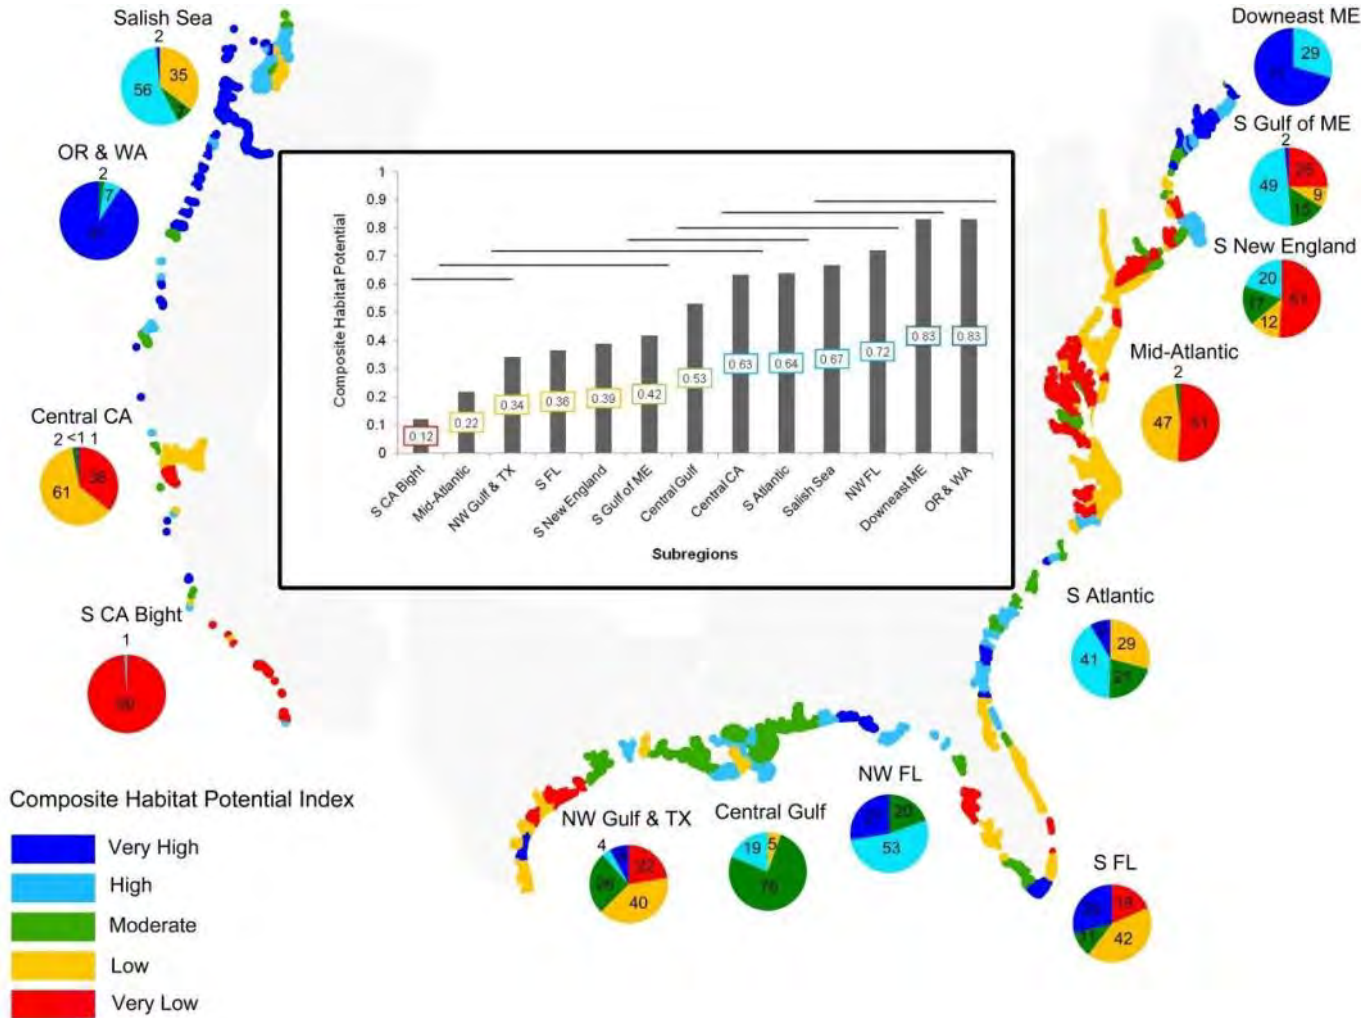 Salish Sea
2
35
56
7
OR & WA
2
7
Central CA
2 <1 1
36
61
S CA Bight
1
99
Composite Habitat Potential Index
Very High
High
Moderate
Low
Very Low
Composite Habitat Potential
1
0.9
0.8
0.7
0.6
0.5
0.4
0.3
0.2
0.1
0
0.12
0.22
0.34
0.36
0.39
0.42
0.53
0.63
0.64
0.67
0.72
0.83
0.83
S CA Bight
Mid-Atlantic
NW Gulf & TX
S FL
S New England
S Gulf of ME
Central Gulf
Central CA
S Atlantic
Salish Sea
NW FL
Downeast ME
OR & WA
Subregions
Downeast ME
29
71
S Gulf of ME
2
25
49
9
15
S New England
20
51
17
12
Mid-Atlantic
2
47
51
S Atlantic
29
41
21
NW FL
20
53
Central Gulf
19
5
76
NW Gulf & TX
4
22
26
40
S FL
18
11
42